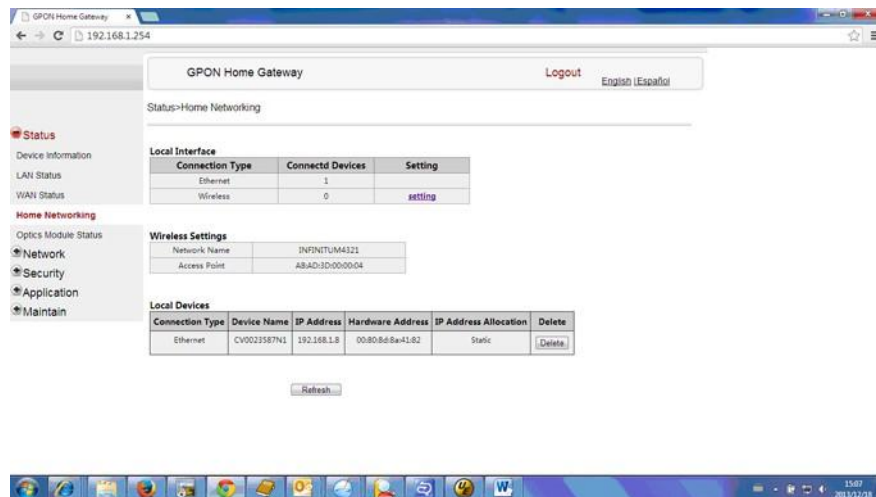 GPON Home Gateway
192.168.1.254
GPON Home Gateway Logout English |Español
Status>Home Networking
Status
Device Information
LAN Status
WAN Status
Home Networking
Optics Module Status
Network
Security
Application
Maintain
Local Interface
Connection Type Connectd Devices Setting
Ethernet 1
Wireless 0 setting
Wireless Settings
Network Name INFINITUM4321
Access Point A8:AD:3D:00:00:04
Local Devices
Connection Type Device Name IP Address Hardware Address IP Address Allocation Delete
Ethernet CV0023587N1 192.168.1.8 00:80:8d:8a:41:82 Static Delete
Refresh
15:07
2013/12/18